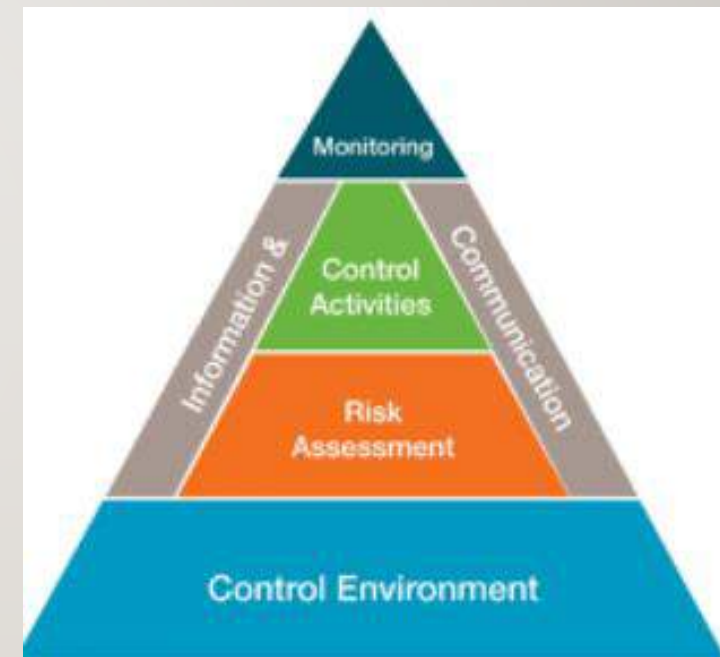 Monitoring
Information &
Communication
Control
Activities
Risk
Assessment
Control Environment